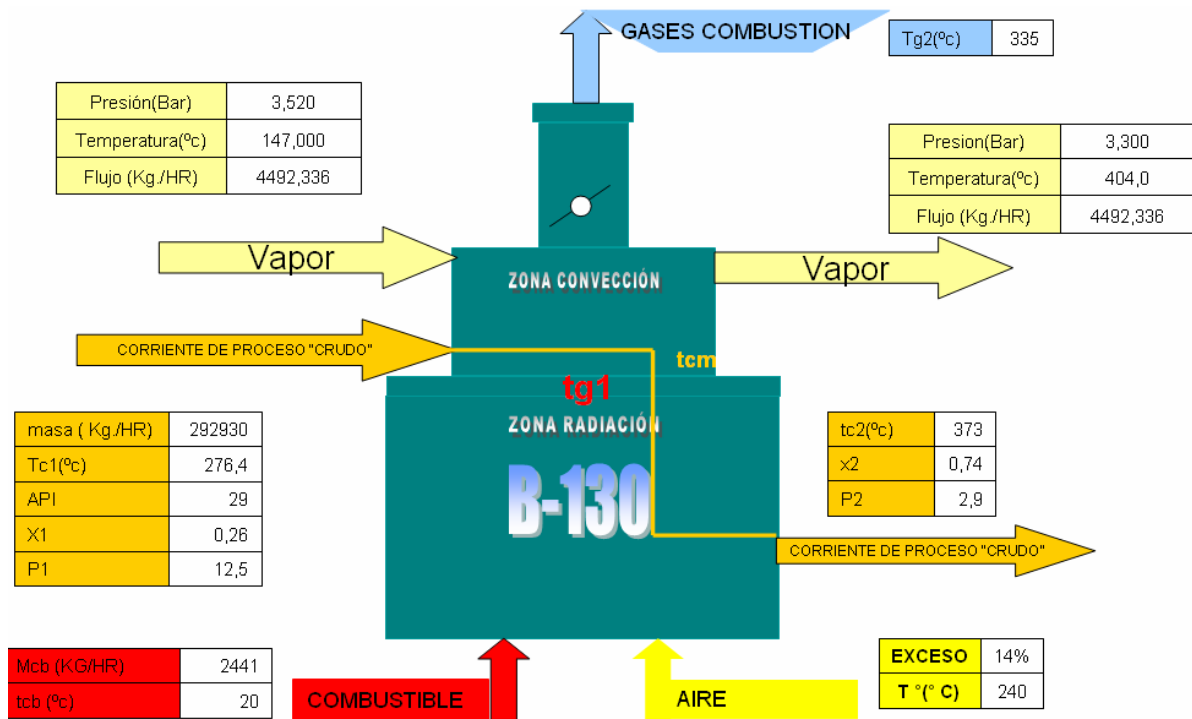 GASES COMBUSTION
Tg2(ºc) 335
Presión(Bar) 3,520
Temperatura(ºc) 147,000
Flujo (Kg./HR) 4492,336
Presion(Bar) 3,300
Temperatura(ºc) 404,0
Flujo (Kg./HR) 4492,336
Vapor
Vapor
ZONA CONVECCIÓN
CORRIENTE DE PROCESO "CRUDO"
tcm
tg1
ZONA RADIACIÓN
B-130
masa ( Kg./HR) 292930
Tc1(ºc) 276,4
API 29
X1 0,26
P1 12,5
tc2(ºc) 373
x2 0,74
P2 2,9
CORRIENTE DE PROCESO "CRUDO"
Mcb (KG/HR) 2441
tcb (ºc) 20
COMBUSTIBLE
AIRE
EXCESO 14%
T °(° C) 240